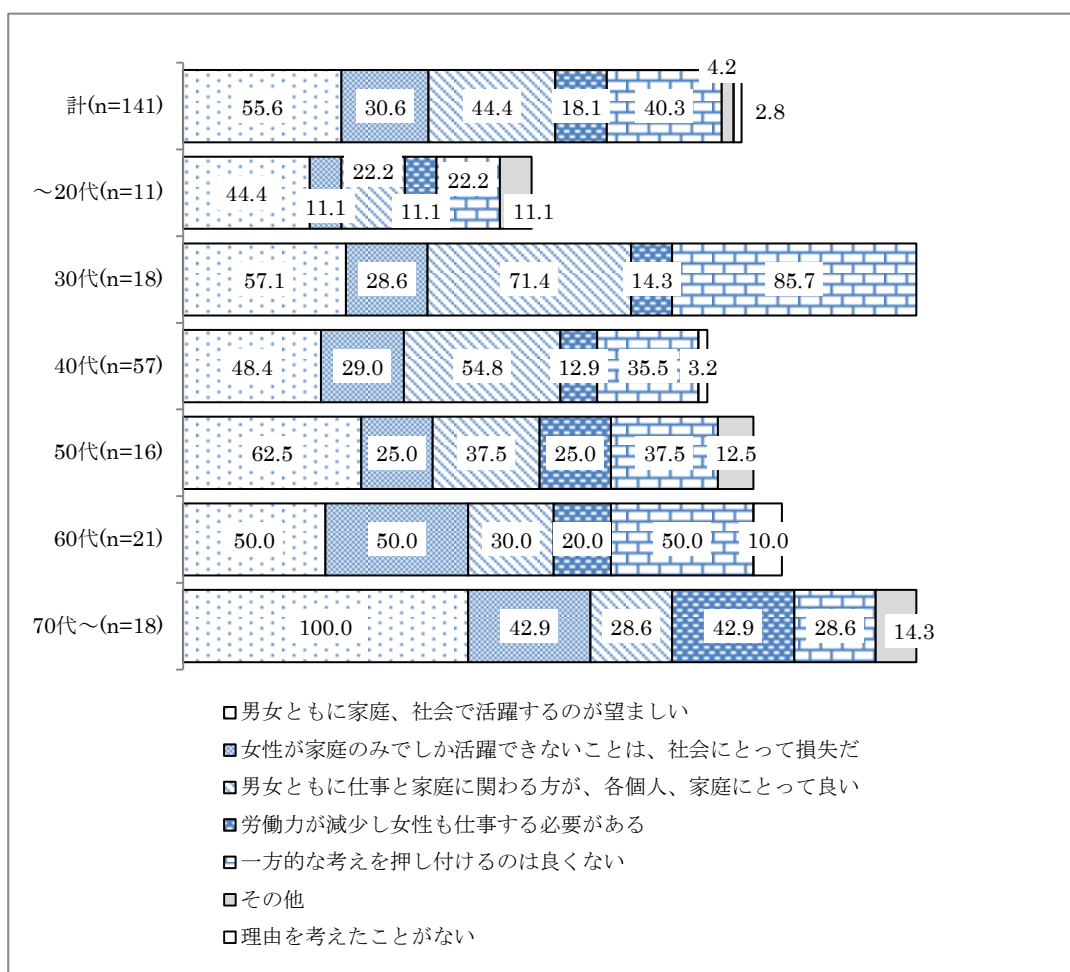 4.2
計(n=141) 55.6 30.6 44.4 18.1 40.3 2.8
～20代(n=11) 44.4 11.1 22.2 11.1 22.2 11.1
30代(n=18) 57.1 28.6 71.4 14.3 85.7
40代(n=57) 48.4 29.0 54.8 12.9 35.5 3.2
50代(n=16) 62.5 25.0 37.5 25.0 37.5 12.5
60代(n=21) 50.0 50.0 30.0 20.0 50.0 10.0
70代～(n=18) 100.0 42.9 28.6 42.9 28.6 14.3
男女ともに家庭、社会で活躍するのが望ましい
女性が家庭のみでしか活躍できないことは、社会にとって損失だ
男女ともに仕事と家庭に関わる方が、各個人、家庭にとって良い
労働力が減少し女性も仕事する必要がある
一方的な考えを押し付けるのは良くない
その他
理由を考えたことがない